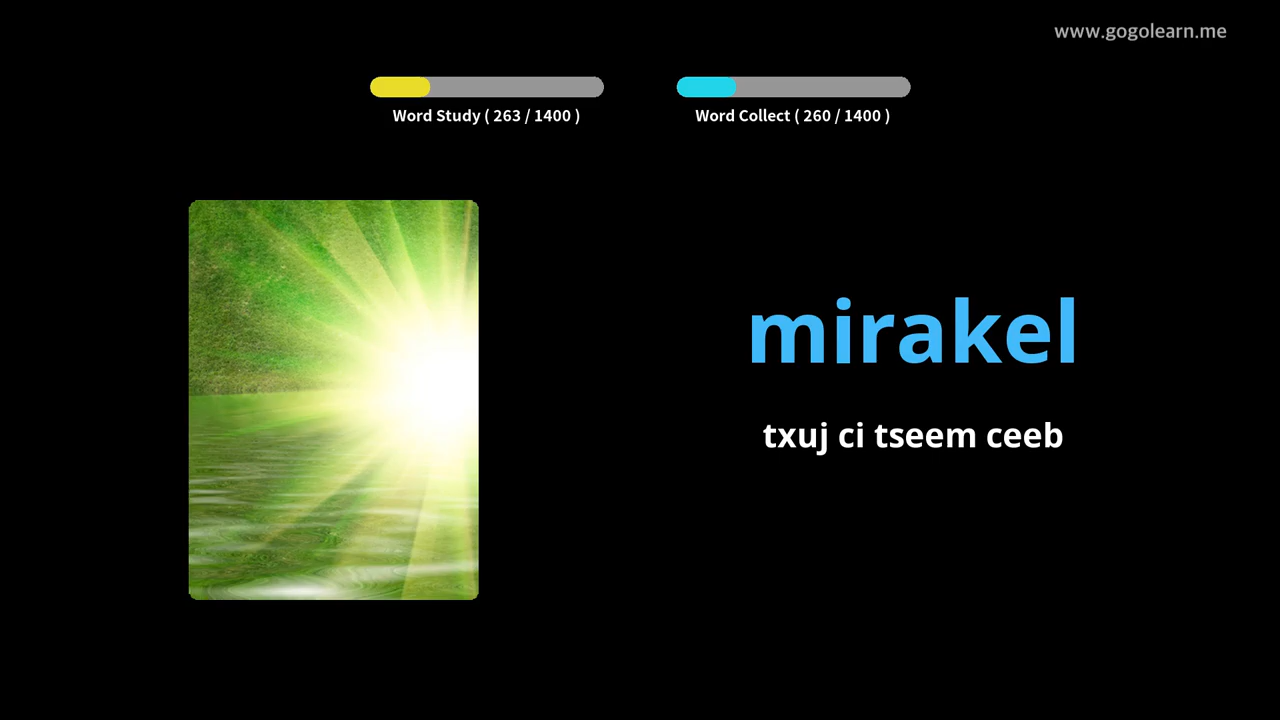 www.gogolearn.me
Word Study ( 263 / 1400 )
Word Collect ( 260 / 1400 )
mirakel
txuj ci tseem ceeb